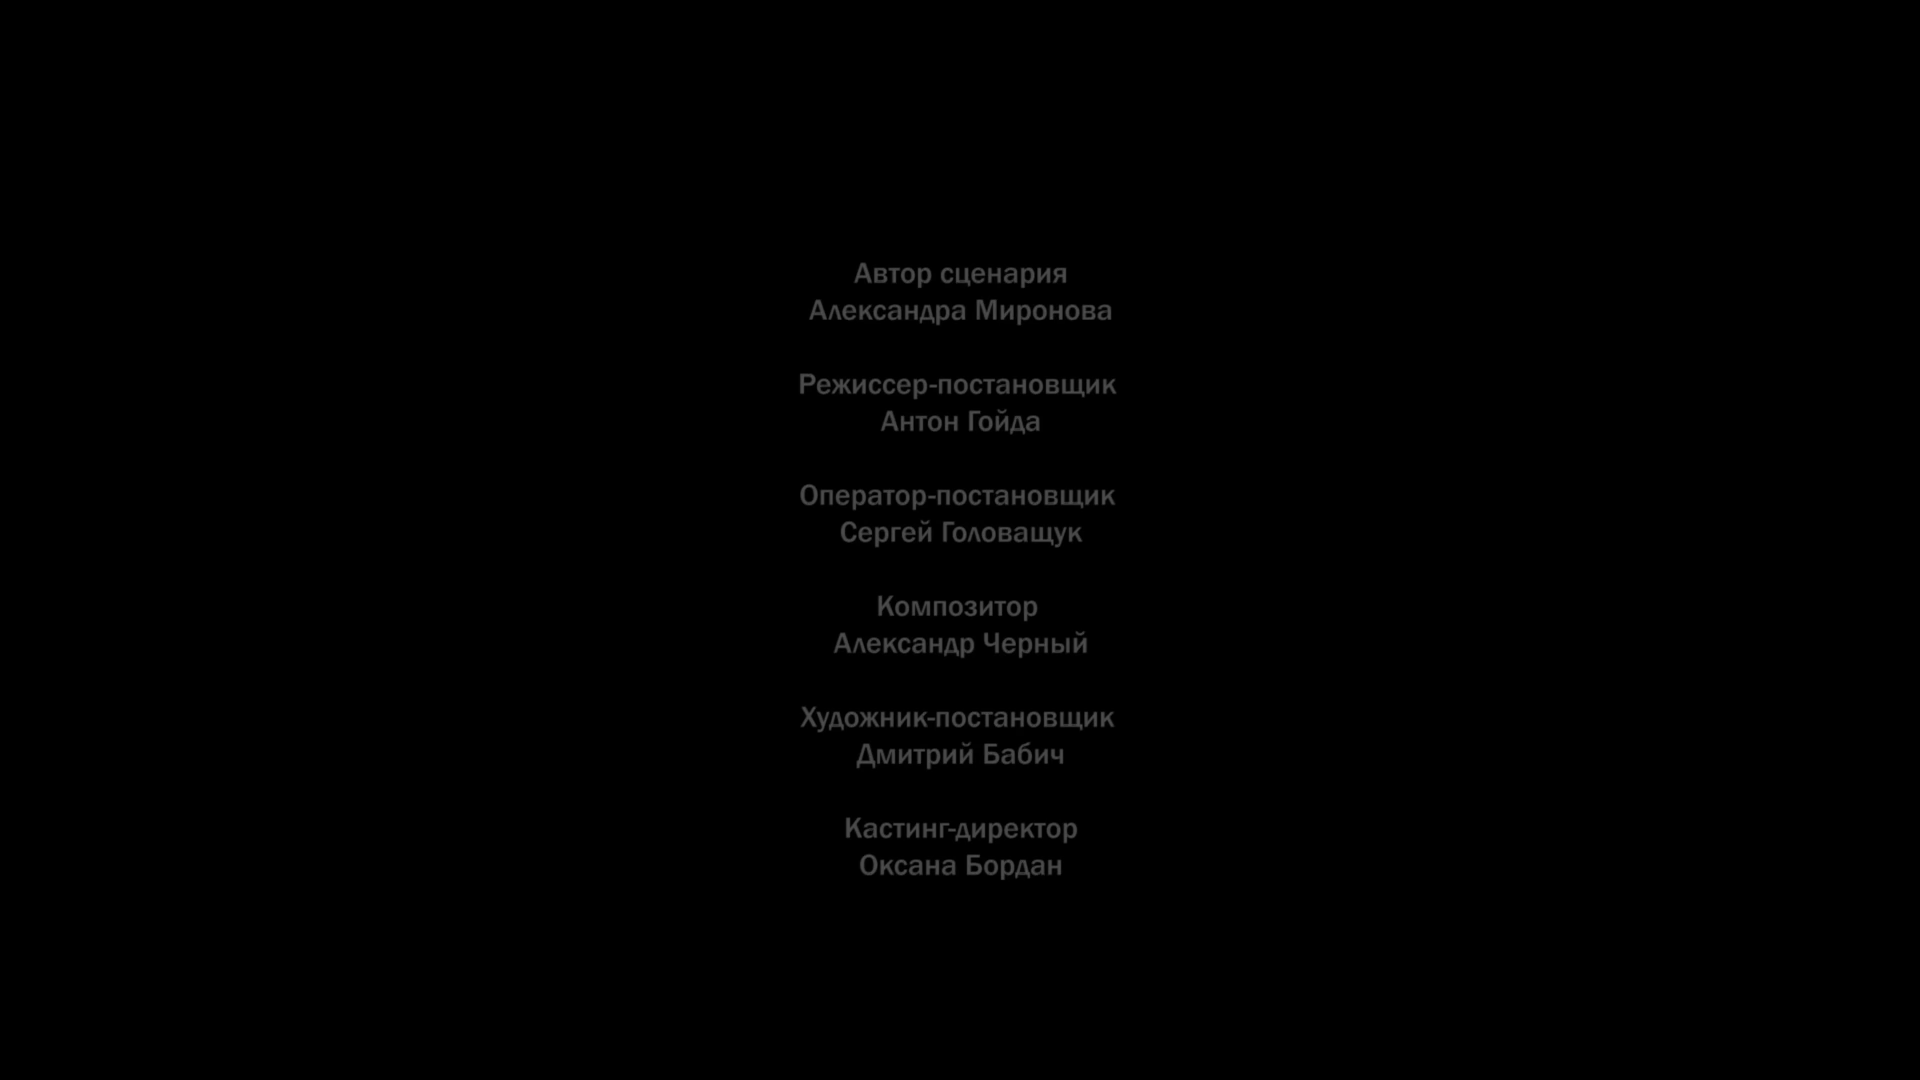 Автор сценария
Александра Миронова
Режиссер-постановщик
Антон Гойда
Оператор-постановщик
Сергей Головащук
Композитор
Александр Черный
Художник-постановщик
Дмитрий Бабич
Кастинг-директор
Оксана Бордан